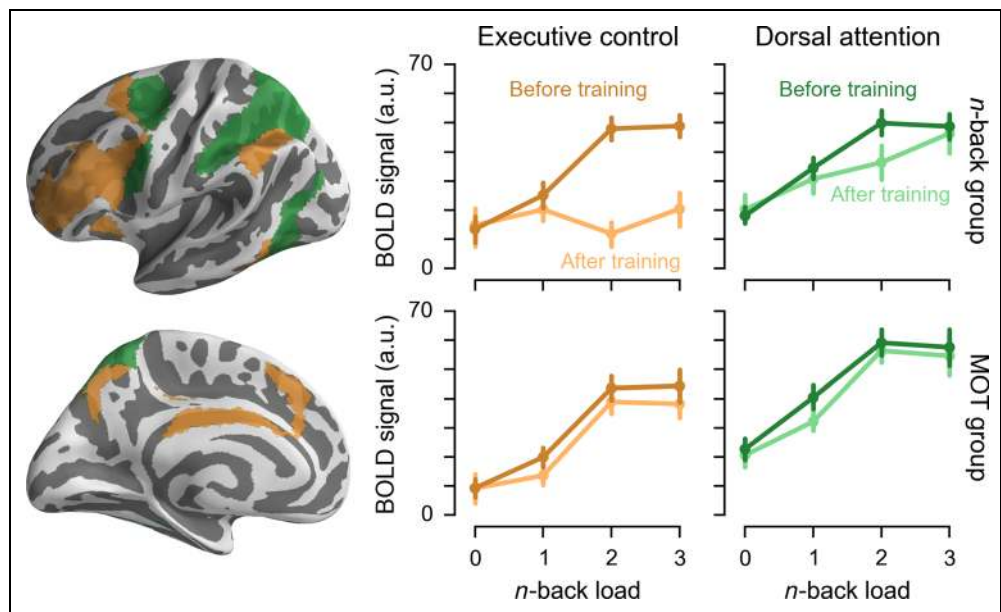 Executive control
Dorsal attention
70
Before training
Before training
BOLD signal (a.u.)
After training
After training
0
n-back group
70
BOLD signal (a.u.)
0
MOT group
0 1 2 3
0 1 2 3
n-back load
n-back load